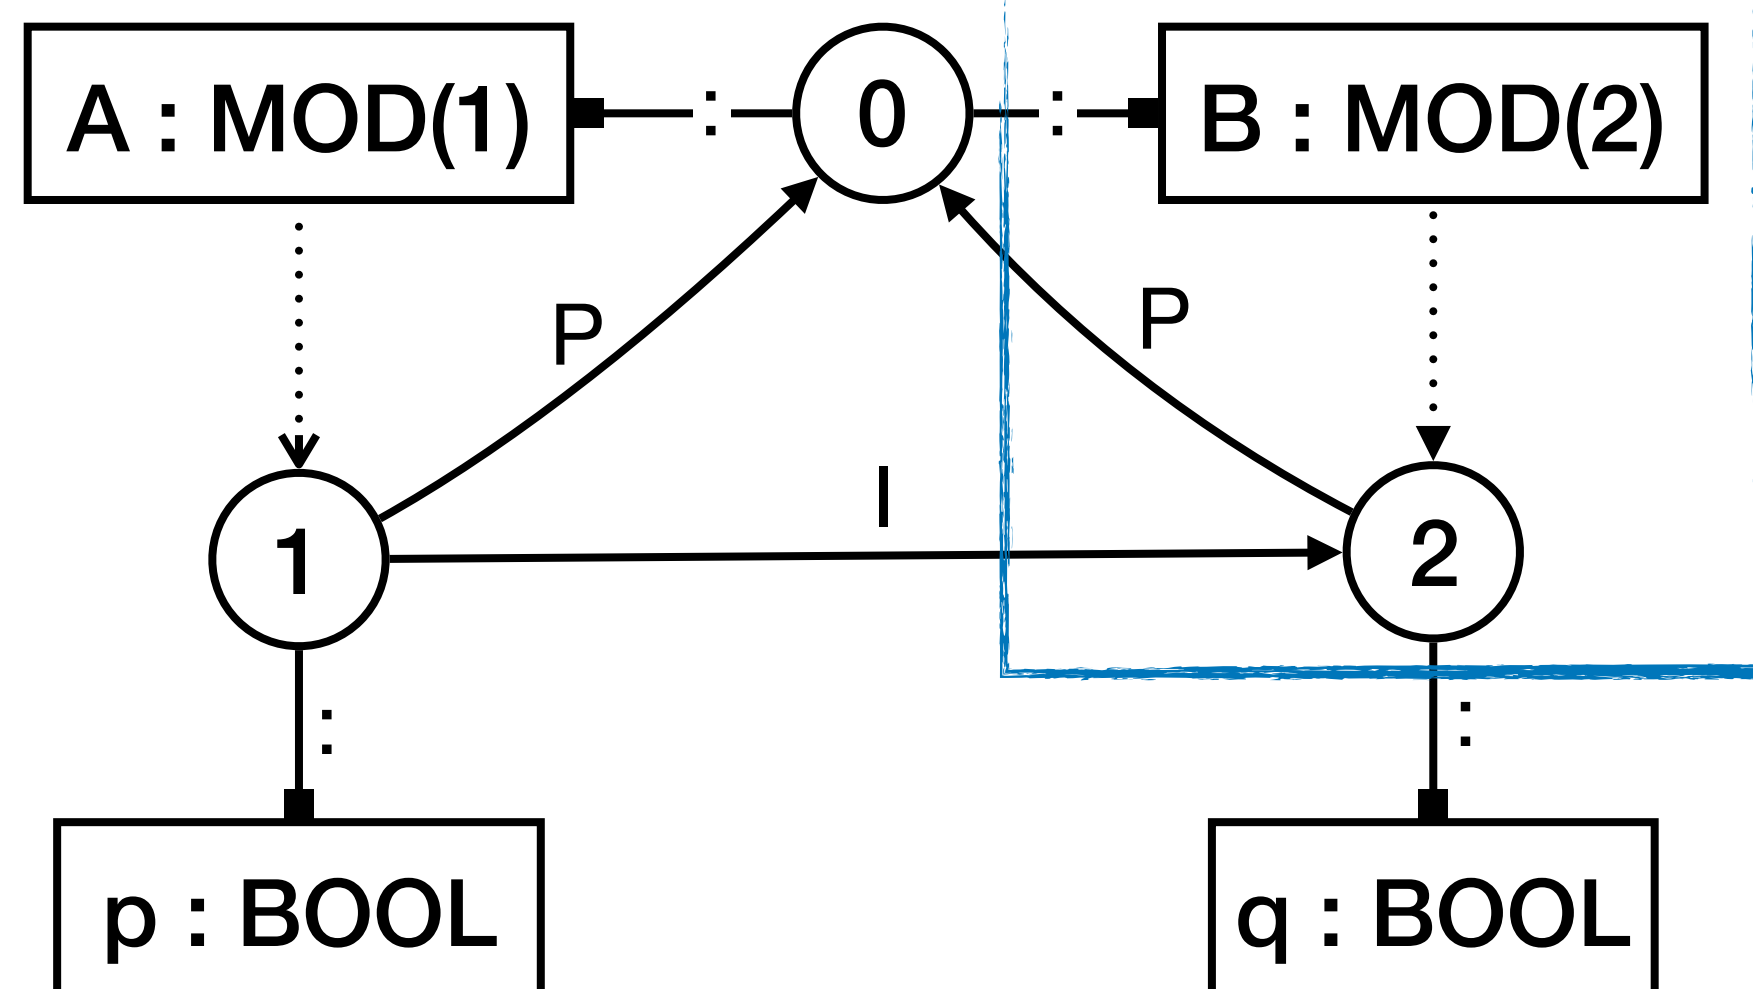 A : MOD(1) : 0 : B : MOD(2)
P P
I
1 2
: :
p : BOOL q : BOOL